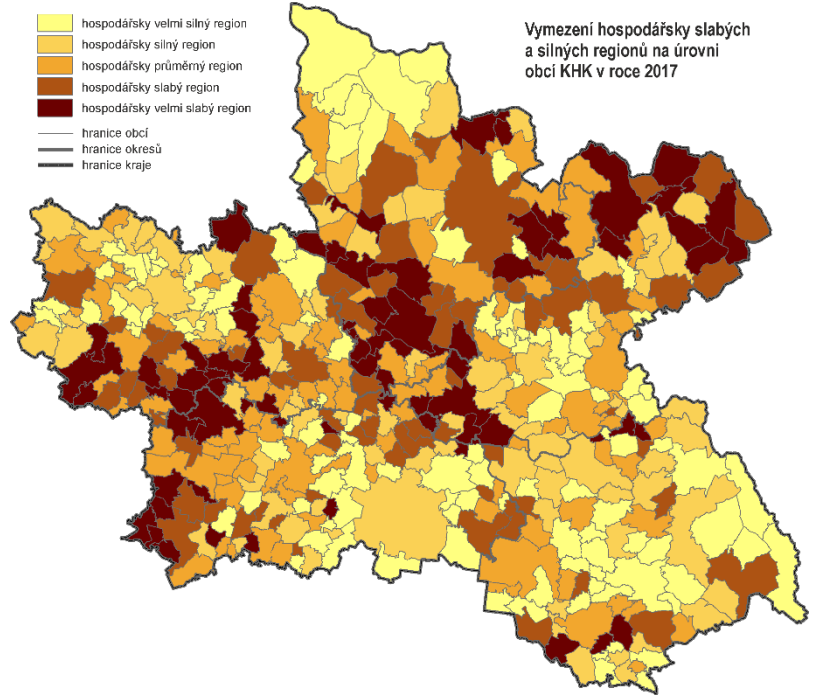 hospodářsky velmi silný region
hospodářsky silný region
hospodářsky průměrný region
hospodářsky slabý region
hospodářsky velmi slabý region
hranice obcí
hranice okresů
hranice kraje
Vymezení hospodářsky slabých
a silných regionů na úrovni
obcí KHK v roce 2017